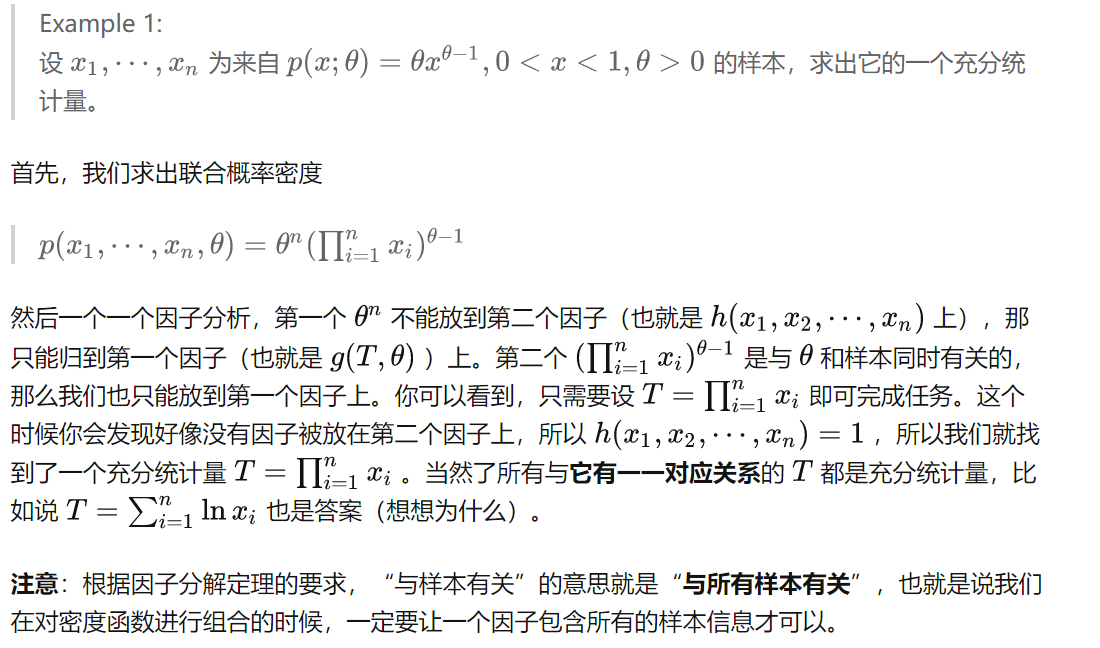 Example 1:
设 $x_1, \cdots, x_n$ 为来自 $p(x; \theta) = \theta x^{\theta-1}, 0 < x < 1, \theta > 0$ 的样本，求出它的一个充分统
计量。
首先，我们求出联合概率密度
$p(x_1, \cdots, x_n, \theta) = \theta^n (\prod_{i=1}^n x_i)^{\theta-1}$
然后一个一个因子分析，第一个 $\theta^n$ 不能放到第二个因子（也就是 $h(x_1, x_2, \cdots, x_n)$ 上），那
只能归到第一个因子（也就是 $g(T, \theta)$ ）上。第二个 $(\prod_{i=1}^n x_i)^{\theta-1}$ 是与 $\theta$ 和样本同时有关的，
那么我们也只能放到第一个因子上。你可以看到，只需要设 $T = \prod_{i=1}^n x_i$ 即可完成任务。这个
时候你会发现好像没有因子被放在第二个因子上，所以 $h(x_1, x_2, \cdots, x_n) = 1$ ，所以我们就找
到了一个充分统计量 $T = \prod_{i=1}^n x_i$ 。当然了所有与它有一一对应关系的 $T$ 都是充分统计量，比
如说 $T = \sum_{i=1}^n \ln x_i$ 也是答案（想想为什么）。
注意：根据因子分解定理的要求，“与样本有关”的意思就是“与所有样本有关”，也就是说我们
在对密度函数进行组合的时候，一定要让一个因子包含所有的样本信息才可以。